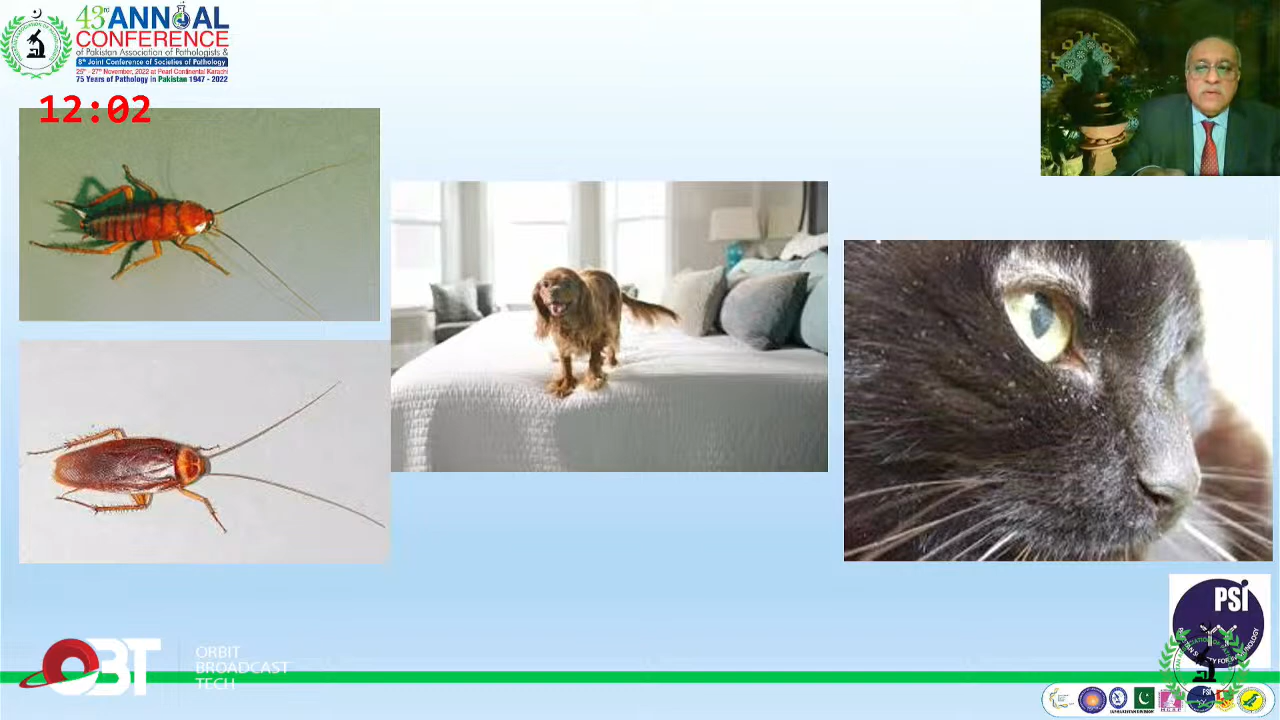 43rd ANNUAL
CONFERENCE
of Pakistan Association of Pathologists &
8th Joint Conference of Societies of Pathology
25th - 27th November, 2022 at Pearl Continental Karachi
75 Years of Pathology in Pakistan 1947 - 2022
12:02
PSI
OBT
ORBIT
BROADCAST
TECH